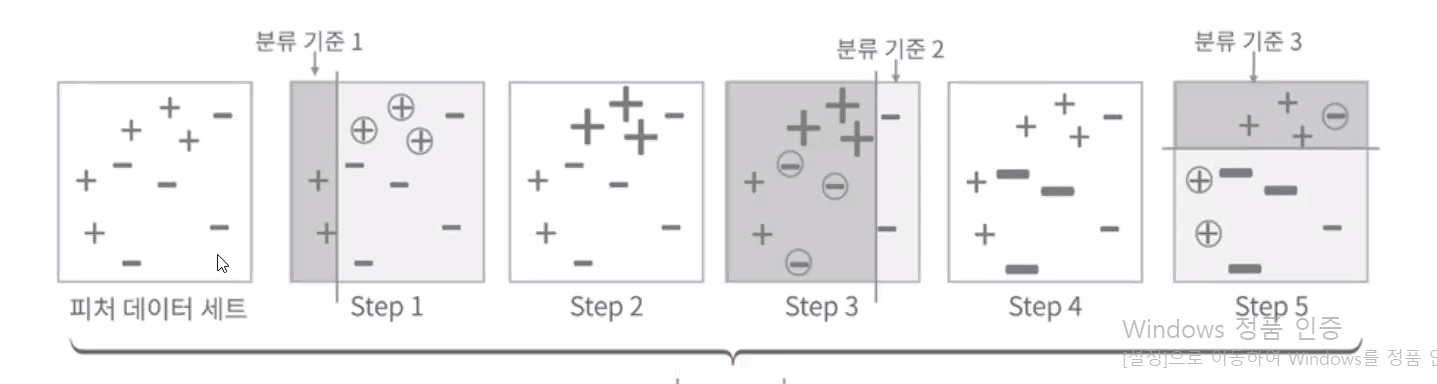 분류 기준 1
분류 기준 2
분류 기준 3
피처 데이터 세트
Step 1
Step 2
Step 3
Step 4
Step 5
Windows 정품 인증
[설정]으로 이동하여 Windows를 정품